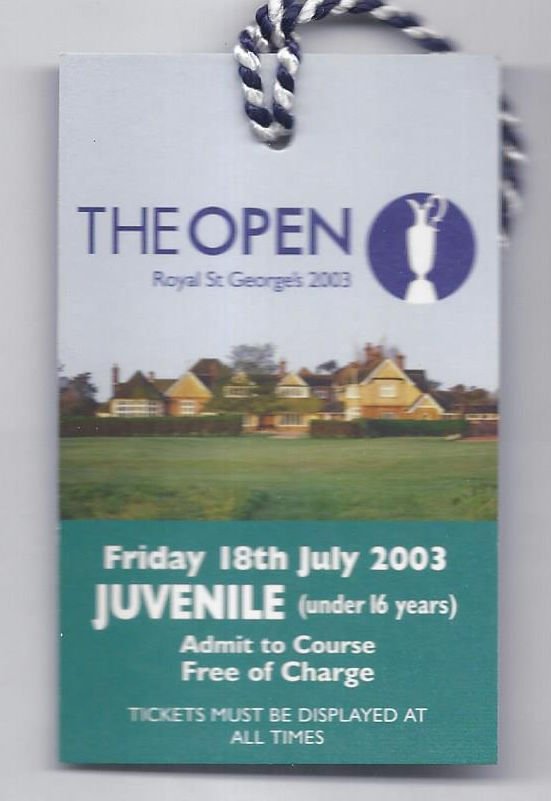 THE OPEN
Royal St George's 2003
Friday 18th July 2003
JUVENILE (under 16 years)
Admit to Course
Free of Charge
TICKETS MUST BE DISPLAYED AT
ALL TIMES